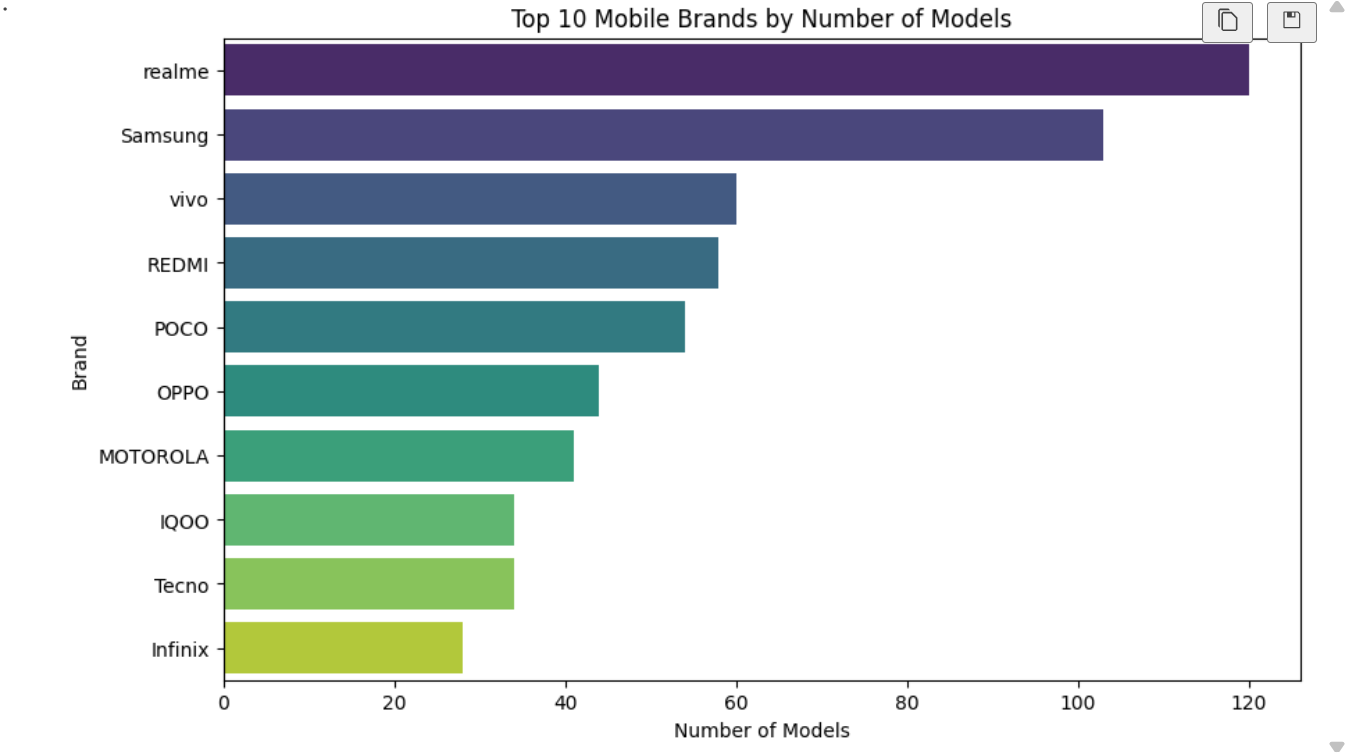 Top 10 Mobile Brands by Number of Models
realme
Samsung
vivo
REDMI
POCO
OPPO
MOTOROLA
IQOO
Tecno
Infinix
Brand
0 20 40 60 80 100 120
Number of Models